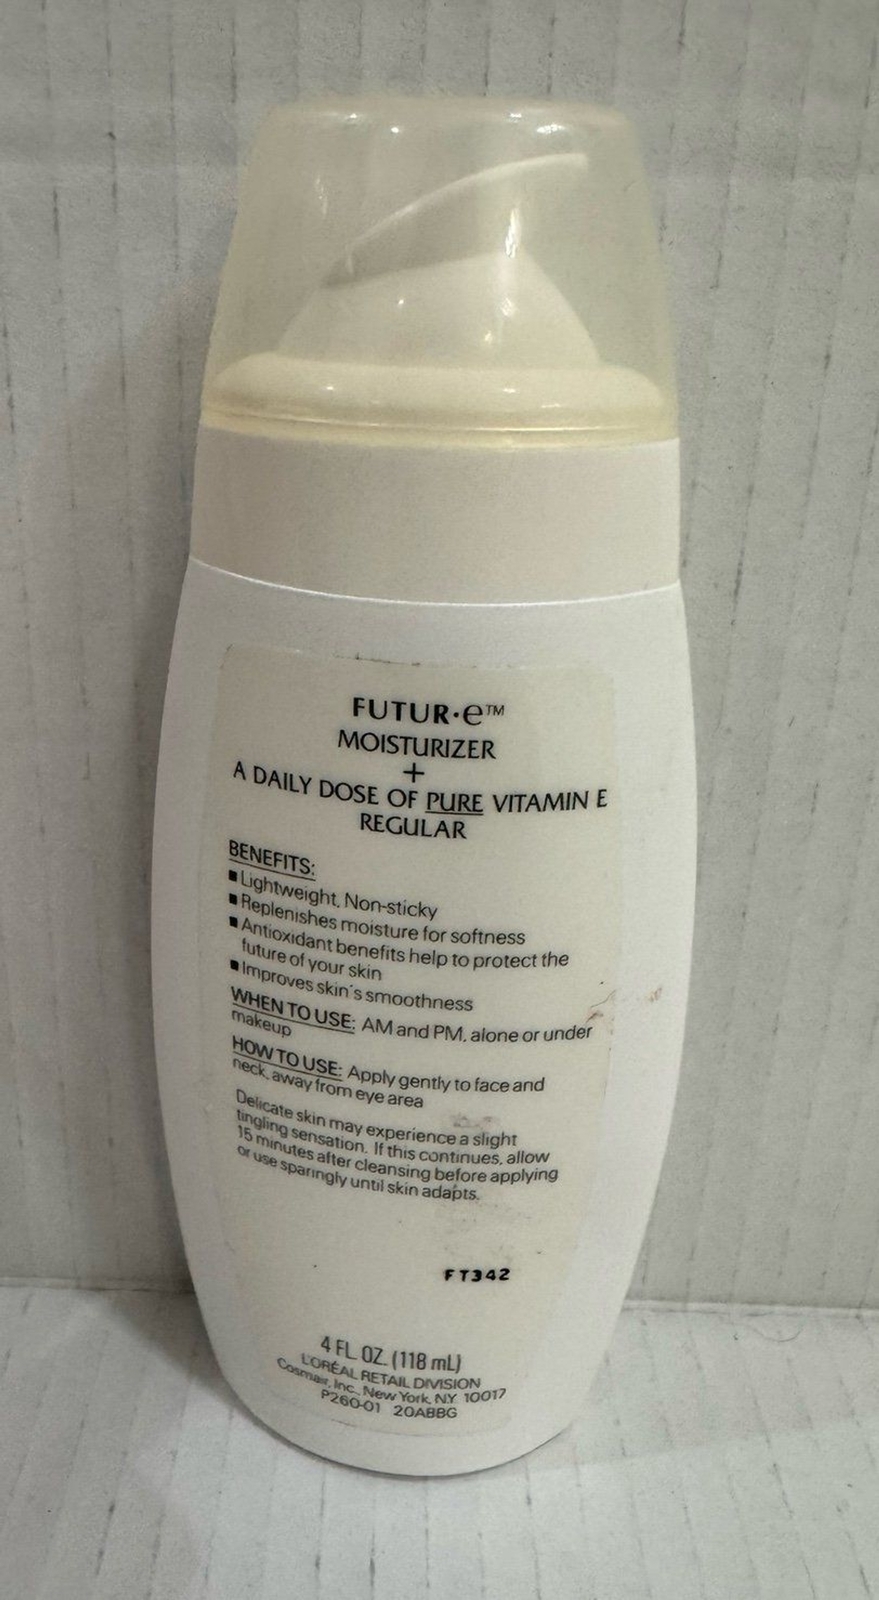 FUTUR•e™
MOISTURIZER
+
A DAILY DOSE OF PURE VITAMIN E
REGULAR
BENEFITS:
▪ Lightweight, Non-sticky
▪ Replenishes moisture for softness
▪ Antioxidant benefits help to protect the
future of your skin
▪ Improves skin's smoothness
WHEN TO USE: AM and PM, alone or under
makeup
HOW TO USE: Apply gently to face and
neck, away from eye area
Delicate skin may experience a slight
tingling sensation. If this continues, allow
15 minutes after cleansing before applying
or use sparingly until skin adapts.
FT342
4 FL. OZ. (118 mL)
L'ORÉAL RETAIL DIVISION
Cosmair, Inc., New York, NY 10017
P260-01 20ABBG